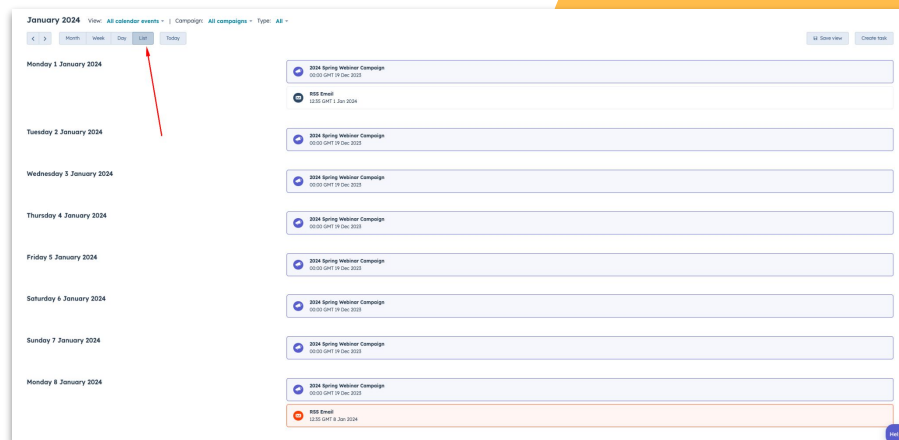 January 2024 View: All calendar events | Campaign: All campaigns Type: All
Month Week Day List Today Save view Create task
Monday 1 January 2024
2024 Spring Webinar Campaign
00:00 GMT 19 Dec 2023
RSS Email
12:35 GMT 1 Jan 2024
Tuesday 2 January 2024
2024 Spring Webinar Campaign
00:00 GMT 19 Dec 2023
Wednesday 3 January 2024
2024 Spring Webinar Campaign
00:00 GMT 19 Dec 2023
Thursday 4 January 2024
2024 Spring Webinar Campaign
00:00 GMT 19 Dec 2023
Friday 5 January 2024
2024 Spring Webinar Campaign
00:00 GMT 19 Dec 2023
Saturday 6 January 2024
2024 Spring Webinar Campaign
00:00 GMT 19 Dec 2023
Sunday 7 January 2024
2024 Spring Webinar Campaign
00:00 GMT 19 Dec 2023
Monday 8 January 2024
2024 Spring Webinar Campaign
00:00 GMT 19 Dec 2023
RSS Email
12:35 GMT 8 Jan 2024
Hel